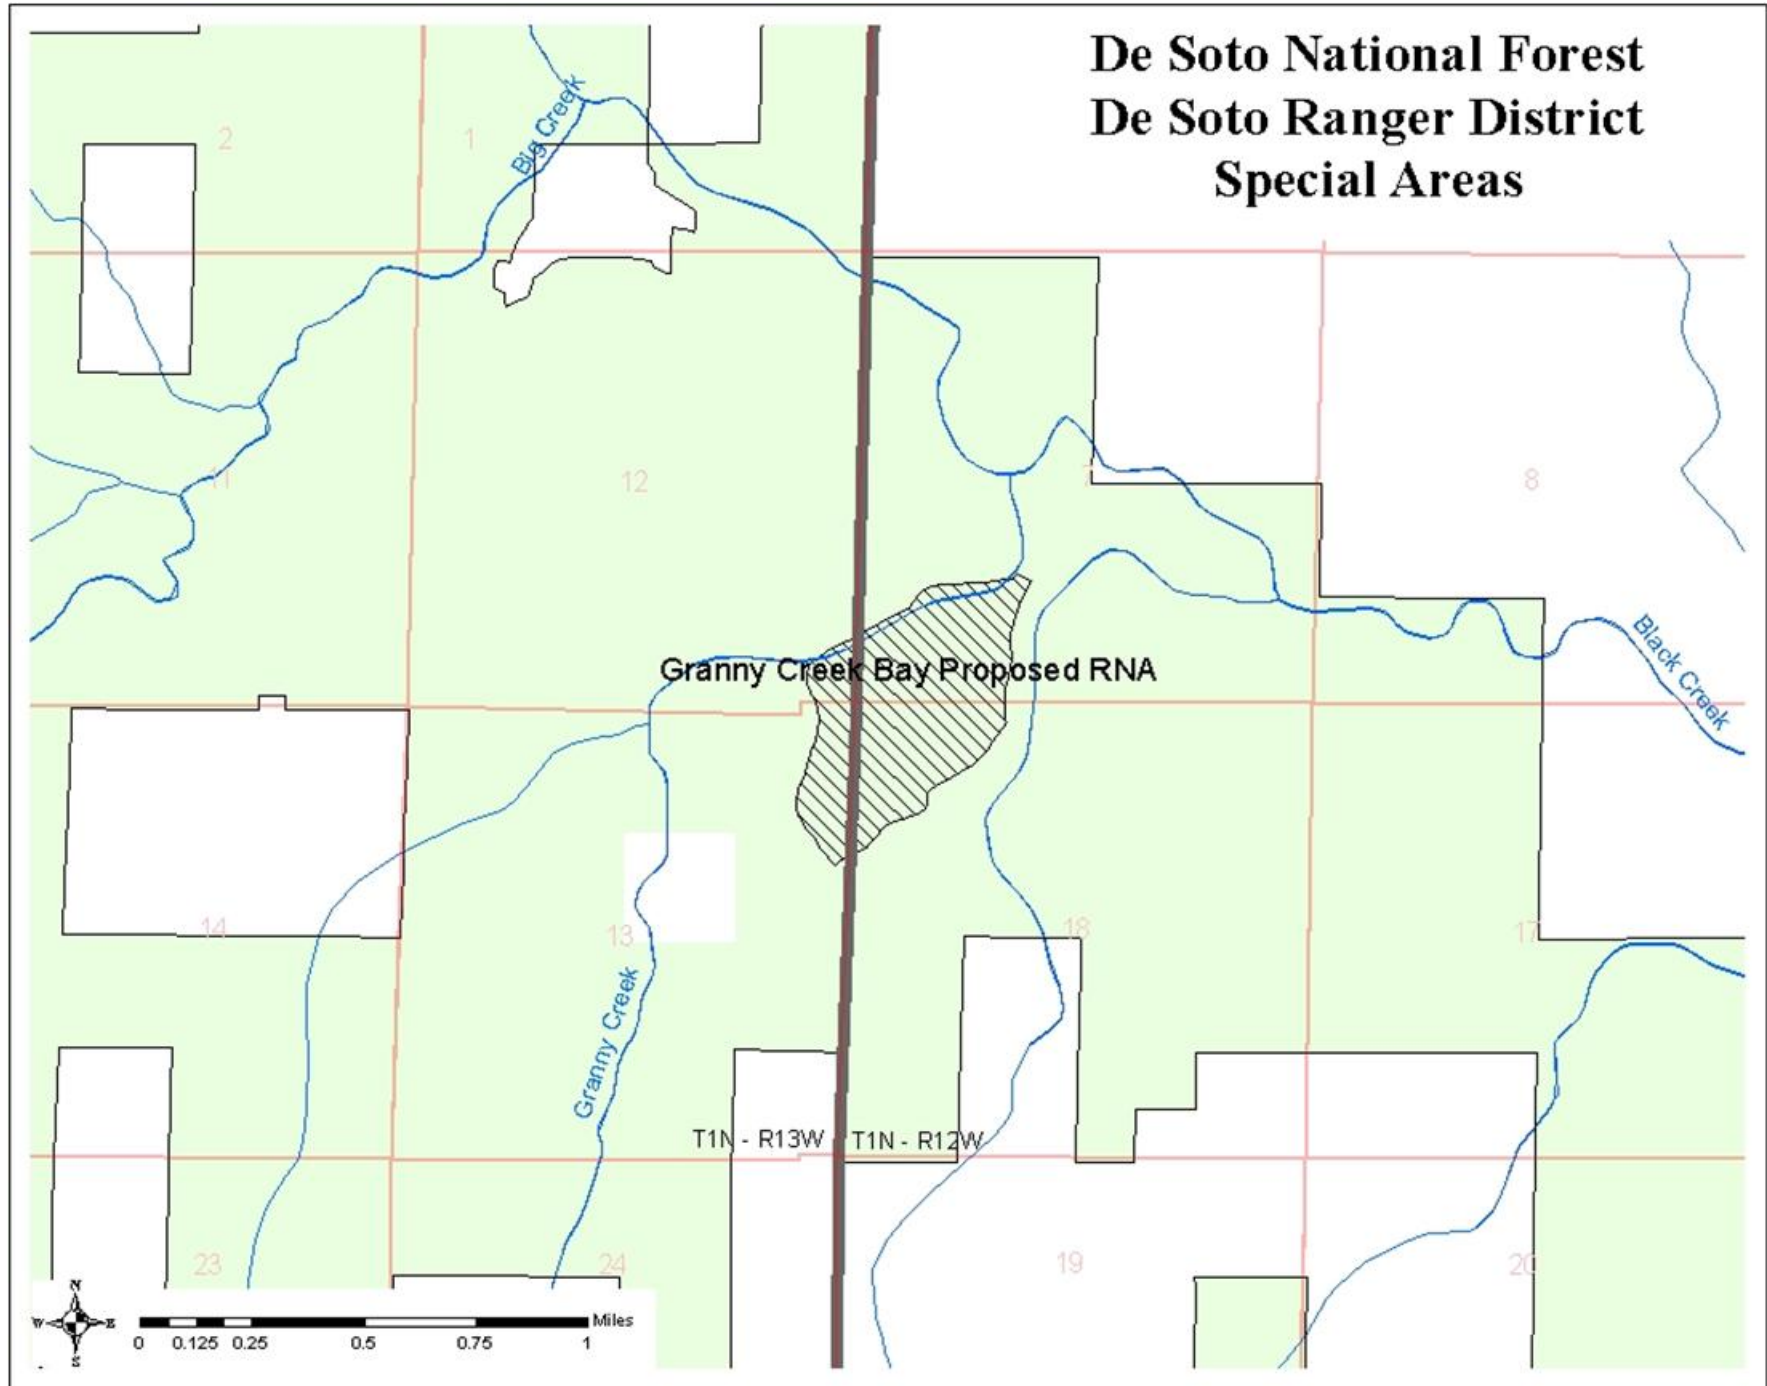 De Soto National Forest
De Soto Ranger District
Special Areas
Big Creek
2
1
11
12
7
8
Granny Creek Bay Proposed RNA
Black Creek
14
13
18
17
Granny Creek
T1N - R13W
T1N - R12W
23
24
19
20
N
W
E
S
Miles
0 0.125 0.25 0.5 0.75 1